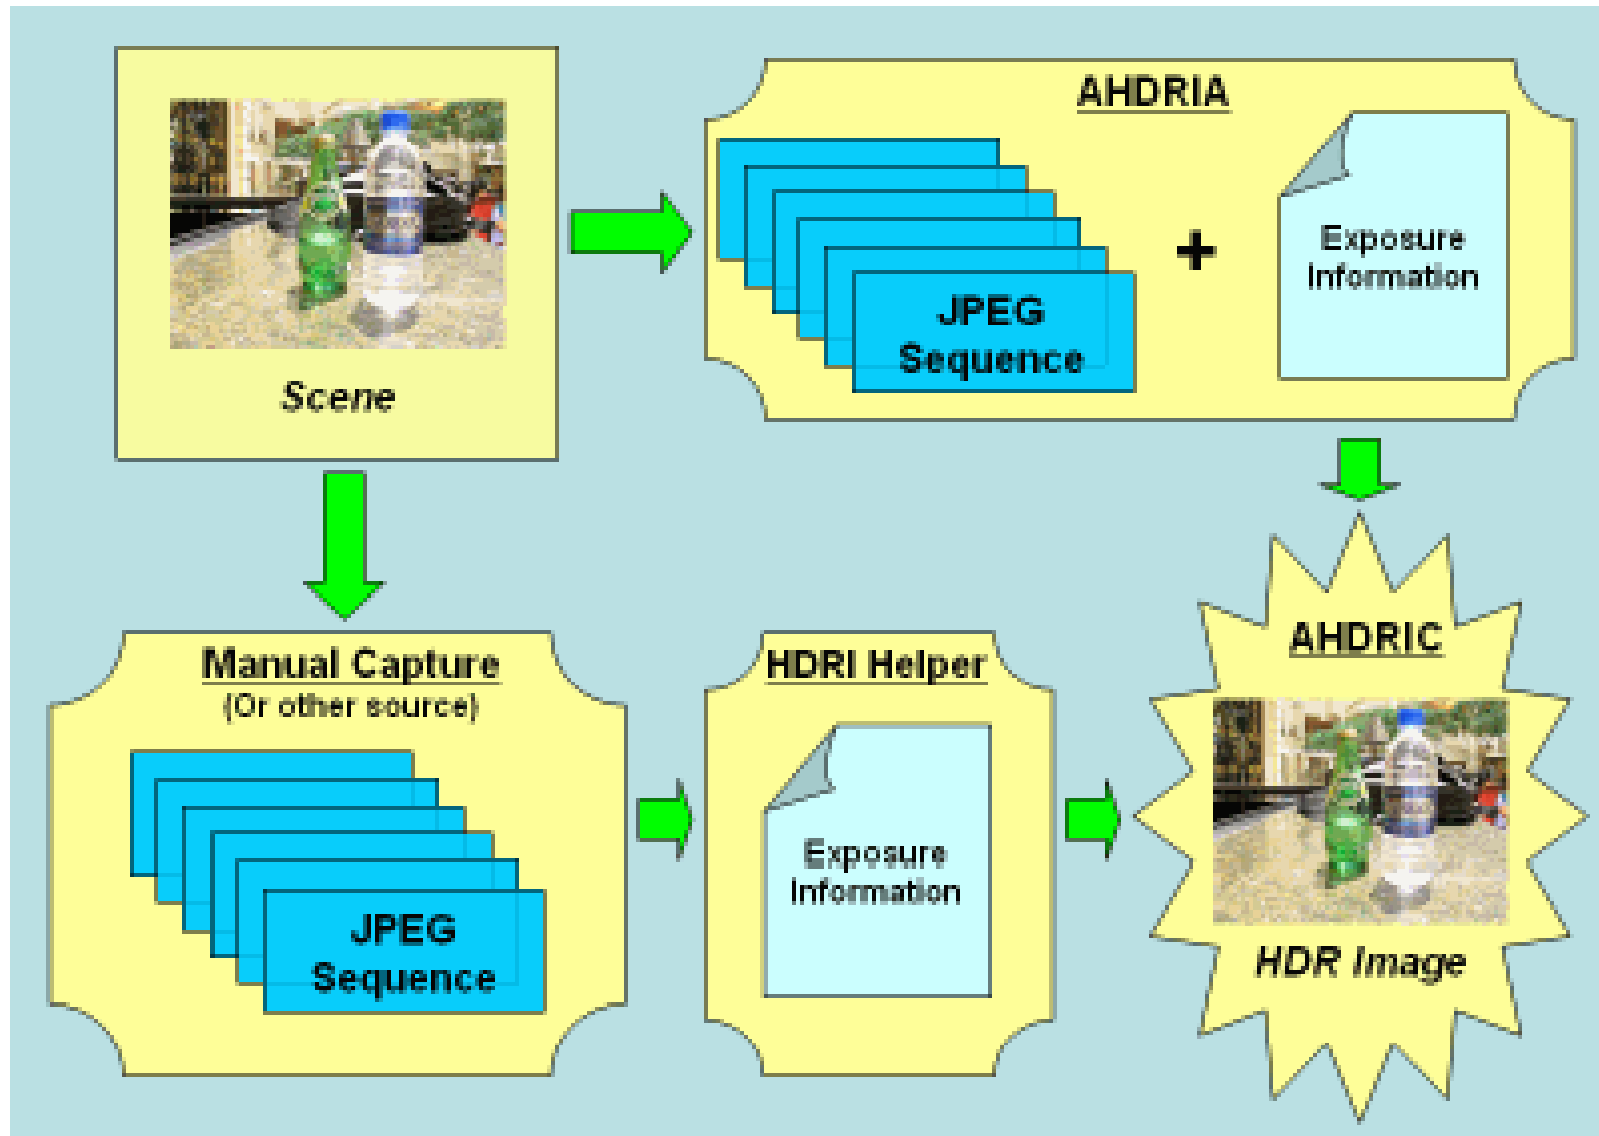 Scene
AHDRIA
JPEG
Sequence
+
Exposure
Information
Manual Capture
(Or other source)
JPEG
Sequence
HDRI Helper
Exposure
Information
AHDRIC
HDR Image